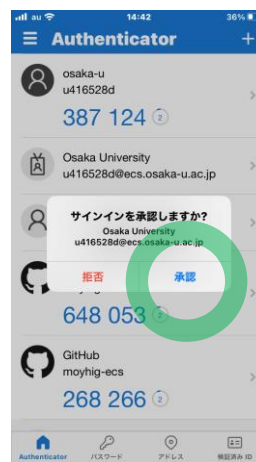 au
14:42
36%
Authenticator
osaka-u
u416528d
387 124
2
Osaka University
u416528d@ecs.osaka-u.ac.jp
サインインを承認しますか?
Osaka University
u416528d@ecs.osaka-u.ac.jp
拒否
承認
648 053
2
GitHub
moyhig-ecs
268 266
2
Authenticator
パスワード
アドレス
検証済み ID